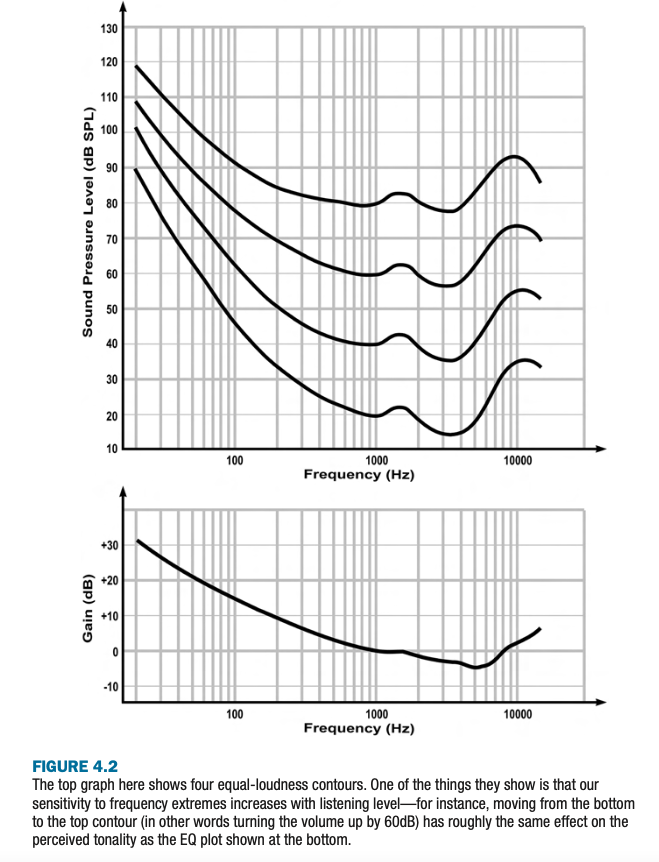 130
120
110
100
90
80
70
60
50
40
30
20
10
Sound Pressure Level (dB SPL)
100
1000
10000
Frequency (Hz)
+30
+20
+10
0
-10
Gain (dB)
100
1000
10000
Frequency (Hz)
FIGURE 4.2
The top graph here shows four equal-loudness contours. One of the things they show is that our
sensitivity to frequency extremes increases with listening level—for instance, moving from the bottom
to the top contour (in other words turning the volume up by 60dB) has roughly the same effect on the
perceived tonality as the EQ plot shown at the bottom.